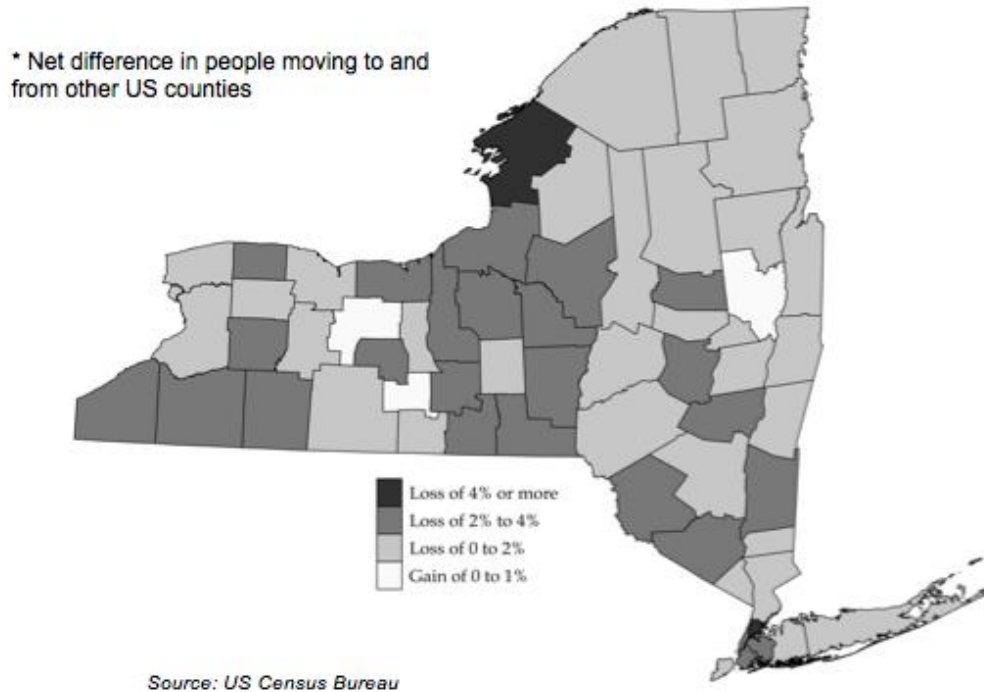 * Net difference in people moving to and
from other US counties
Loss of 4% or more
Loss of 2% to 4%
Loss of 0 to 2%
Gain of 0 to 1%
Source: US Census Bureau